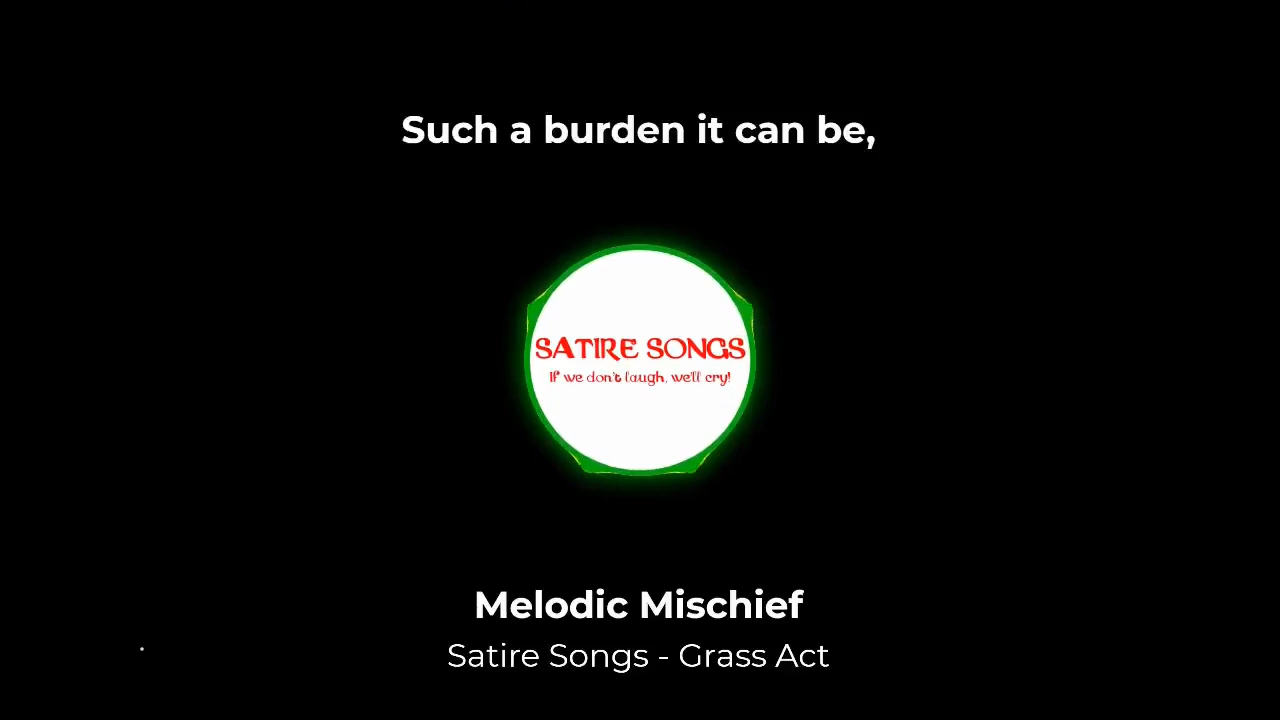 Such a burden it can be,
SATIRE SONGS
If we don't laugh, we'll cry!
Melodic Mischief
Satire Songs - Grass Act